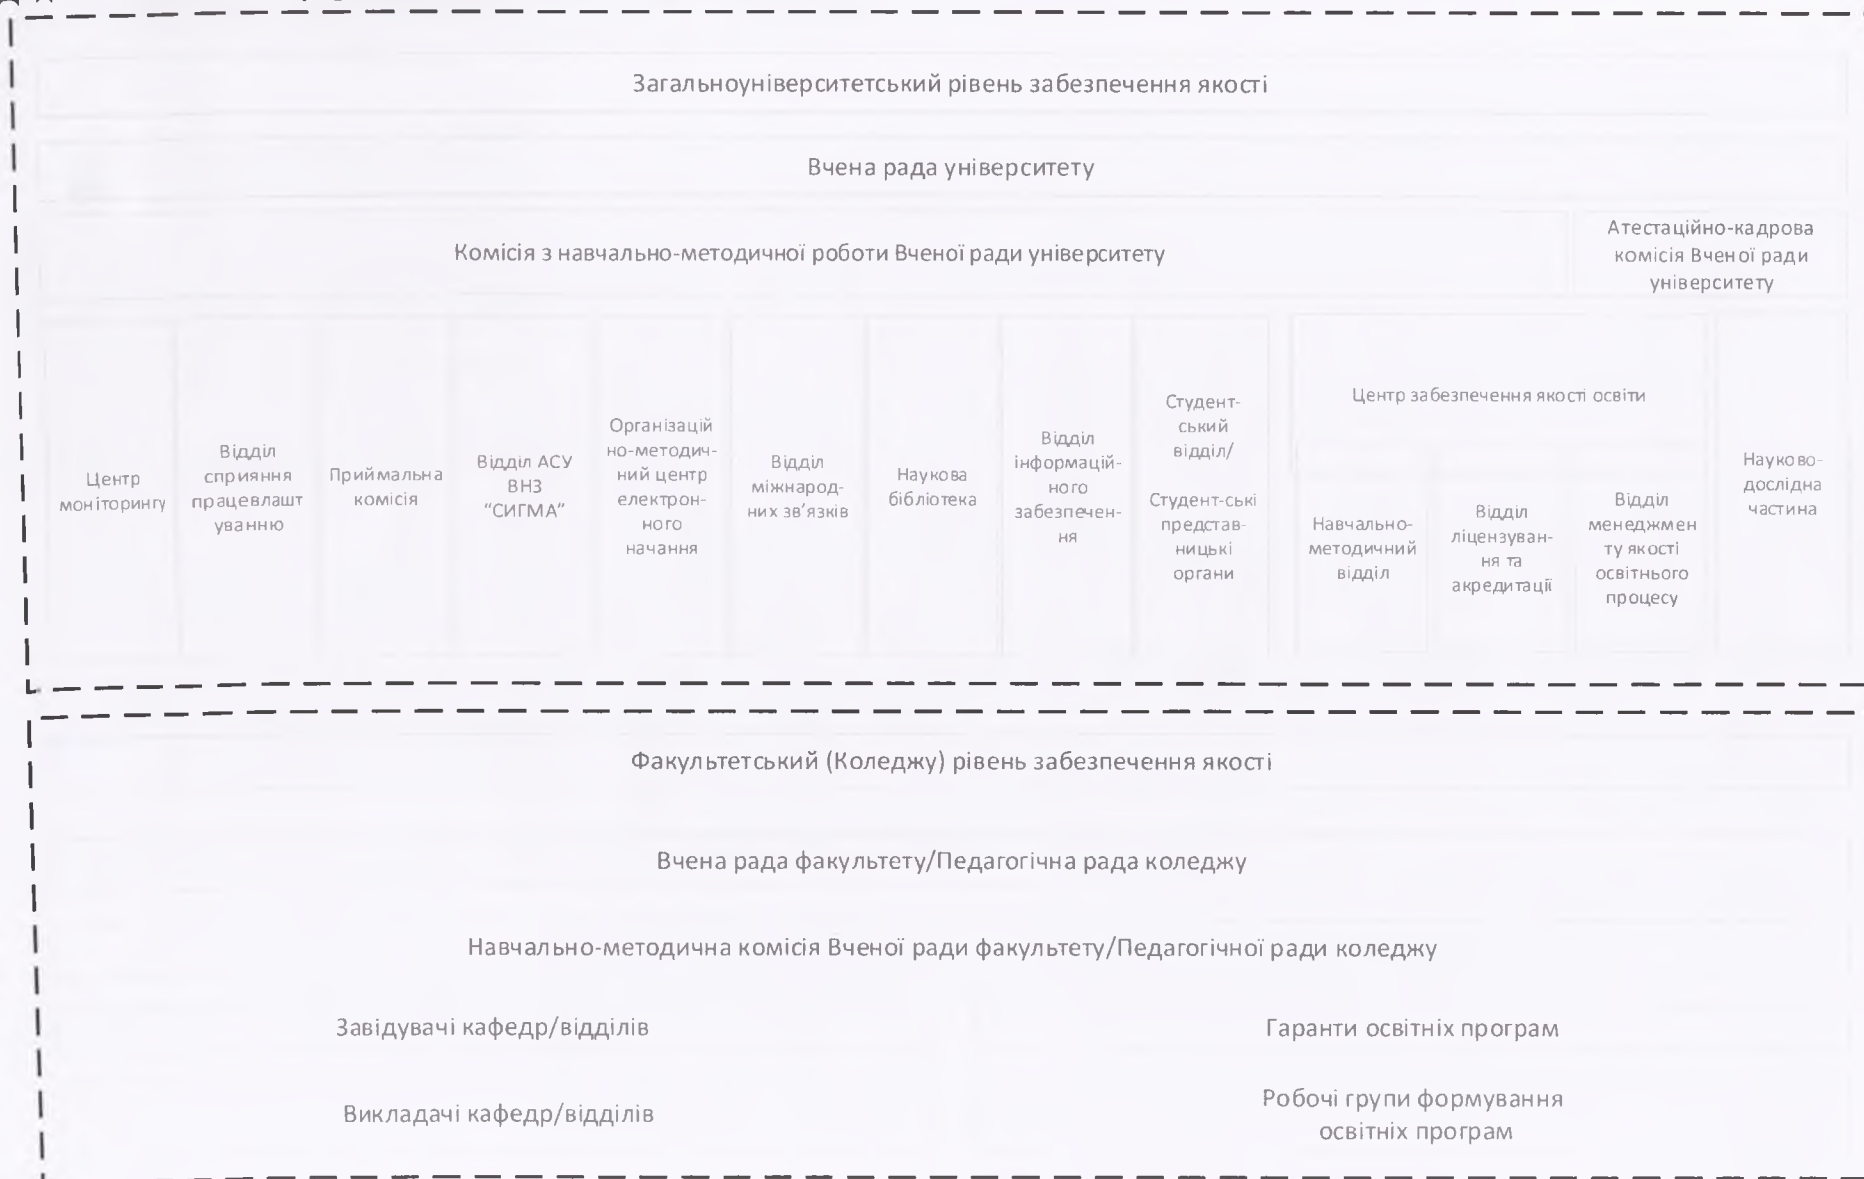 Загальноуніверситетський рівень забезпечення якості
Вчена рада університету
Комісія з навчально-методичної роботи Вченої ради університету
Атестаційно-кадрова
комісія Вченої ради
університету
Центр
моніторингу
Відділ
сприяння
працевлашт
уванню
Приймальна
комісія
Відділ АСУ
ВНЗ
“СИГМА”
Організацій
но-методич-
ний центр
електрон-
ного
начання
Відділ
міжнарод-
них зв’язків
Наукова
бібліотека
Відділ
інформацій-
ного
забезпечен-
ня
Студент-
ський
відділ/
Студент-ські
представ-
ницькі
органи
Центр забезпечення якості освіти
Навчально-
методичний
відділ
Відділ
ліцензуван-
ня та
акредитації
Відділ
менеджмен
ту якості
освітнього
процесу
Науково-
дослідна
частина
Факультетський (Коледжу) рівень забезпечення якості
Вчена рада факультету/Педагогічна рада коледжу
Навчально-методична комісія Вченої ради факультету/Педагогічної ради коледжу
Завідувачі кафедр/відділів
Гаранти освітніх програм
Викладачі кафедр/відділів
Робочі групи формування
освітніх програм